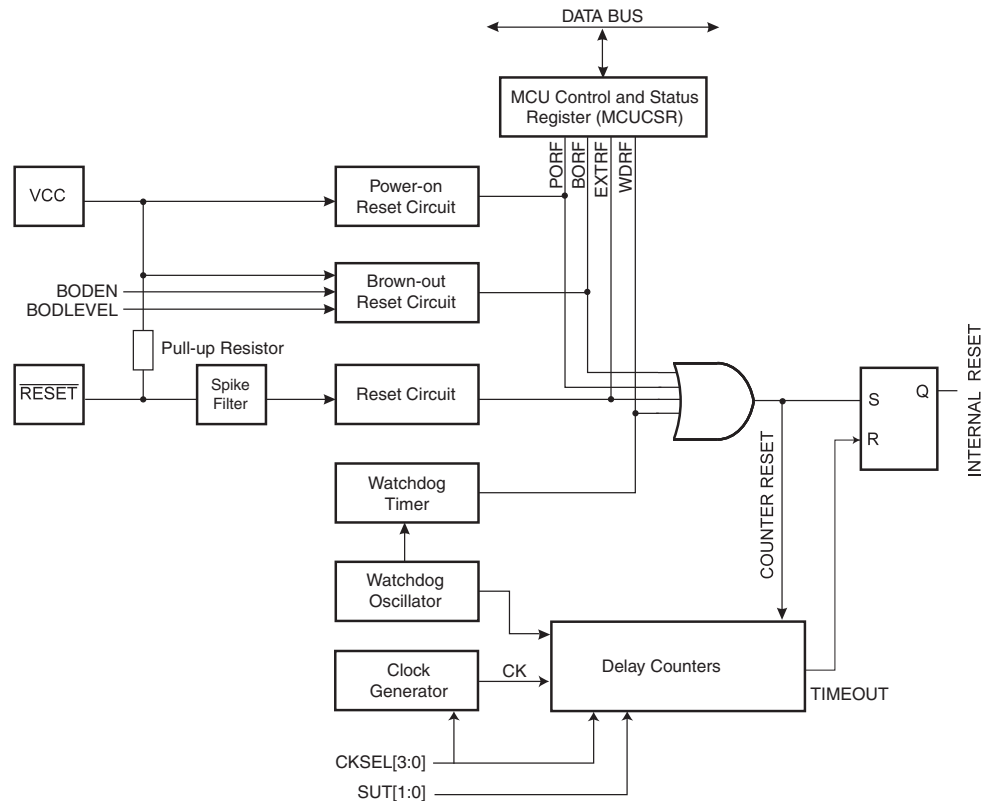 DATA BUS
MCU Control and Status
Register (MCUCSR)
PORF
BORF
EXTRF
WDRF
VCC
Power-on
Reset Circuit
BODEN
BODLEVEL
Brown-out
Reset Circuit
Pull-up Resistor
RESET
Spike
Filter
Reset Circuit
S
Q
R
INTERNAL RESET
COUNTER RESET
Watchdog
Timer
Watchdog
Oscillator
Clock
Generator
CK
Delay Counters
TIMEOUT
CKSEL[3:0]
SUT[1:0]